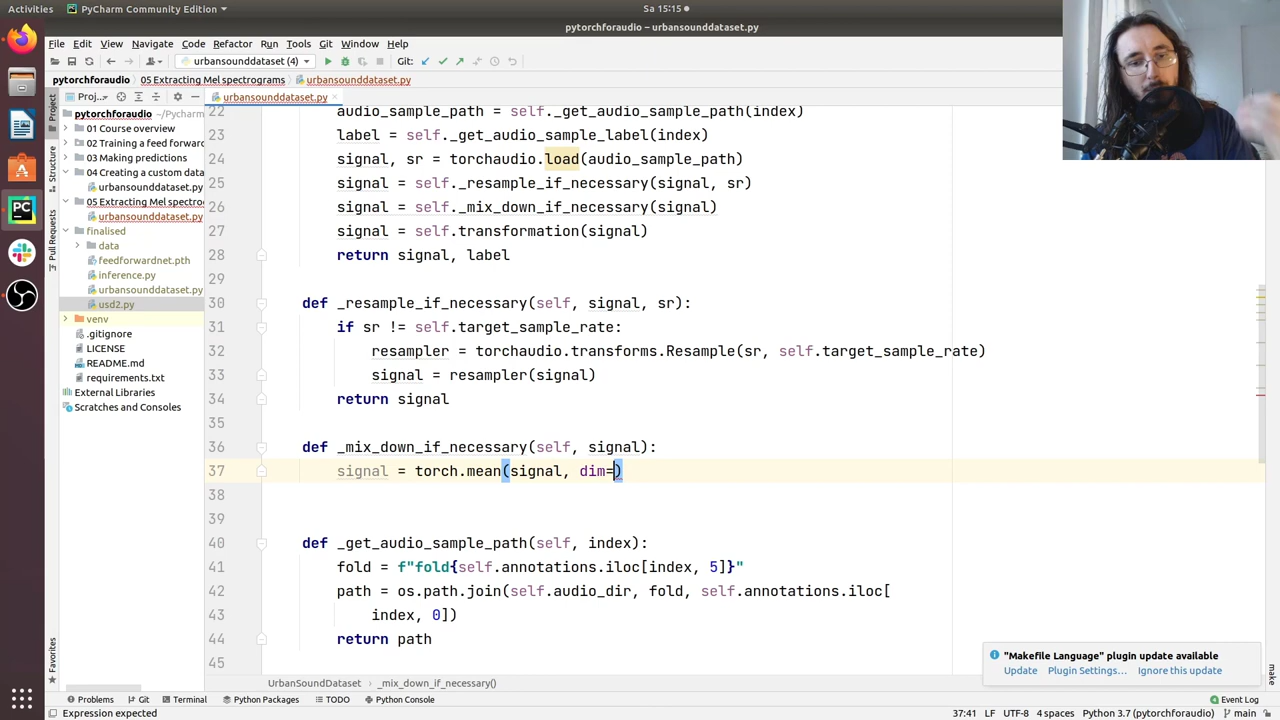 Activities
PyCharm Community Edition
Sa 15:15
pytorchforaudio – urbansounddataset.py
File Edit View Navigate Code Refactor Run Tools Git Window Help
urbansounddataset (4)
Git:
pytorchforaudio
05 Extracting Mel spectrograms
urbansounddataset.py
Proj...
urbansounddataset.py
Project
Structure
Pull Requests
Favorites
pytorchforaudio ~/Pycharm
01 Course overview
02 Training a feed forward
03 Making predictions
04 Creating a custom data
urbansounddataset.py
05 Extracting Mel spectro
urbansounddataset.py
finalised
data
feedforwardnet.pth
inference.py
urbansounddataset.py
usd2.py
venv
.gitignore
LICENSE
README.md
requirements.txt
External Libraries
Scratches and Consoles
22 audio_sample_path = self._get_audio_sample_path(index)
23 label = self._get_audio_sample_label(index)
24 signal, sr = torchaudio.load(audio_sample_path)
25 signal = self._resample_if_necessary(signal, sr)
26 signal = self._mix_down_if_necessary(signal)
27 signal = self.transformation(signal)
28 return signal, label
29
30 def _resample_if_necessary(self, signal, sr):
31 if sr != self.target_sample_rate:
32 resampler = torchaudio.transforms.Resample(sr, self.target_sample_rate)
33 signal = resampler(signal)
34 return signal
35
36 def _mix_down_if_necessary(self, signal):
37 signal = torch.mean(signal, dim=)
38
39
40 def _get_audio_sample_path(self, index):
41 fold = f"fold{self.annotations.iloc[index, 5]}"
42 path = os.path.join(self.audio_dir, fold, self.annotations.iloc[
43 index, 0])
44 return path
45
UrbanSoundDataset
_mix_down_if_necessary()
"Makefile Language" plugin update available
Update Plugin Settings... Ignore this update
make
Problems Git Terminal Python Packages TODO Python Console
Event Log
Expression expected
37:41 LF UTF-8 4 spaces Python 3.7 (pytorchforaudio) main